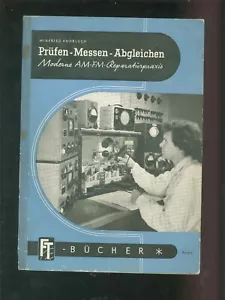 WINFRIED KNOBLOCH
Prüfen-Messen-Abgleichen
Moderne AM-FM-Reparaturpraxis
FT
-BÜCHER *